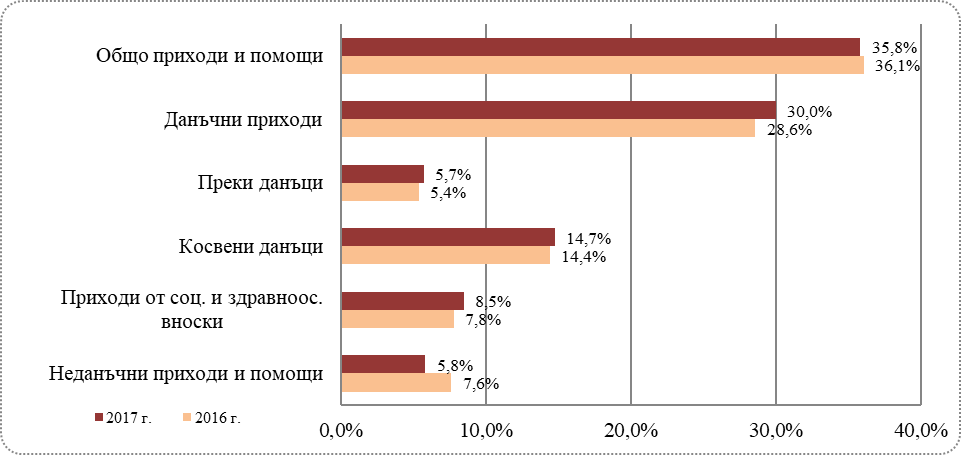 Общо приходи и помощи
35,8%
36,1%
Данъчни приходи
30,0%
28,6%
Преки данъци
5,7%
5,4%
Косвени данъци
14,7%
14,4%
Приходи от соц. и здравноос.
вноски
8,5%
7,8%
Неданъчни приходи и помощи
5,8%
7,6%
2017 г. 2016 г.
0,0% 10,0% 20,0% 30,0% 40,0%